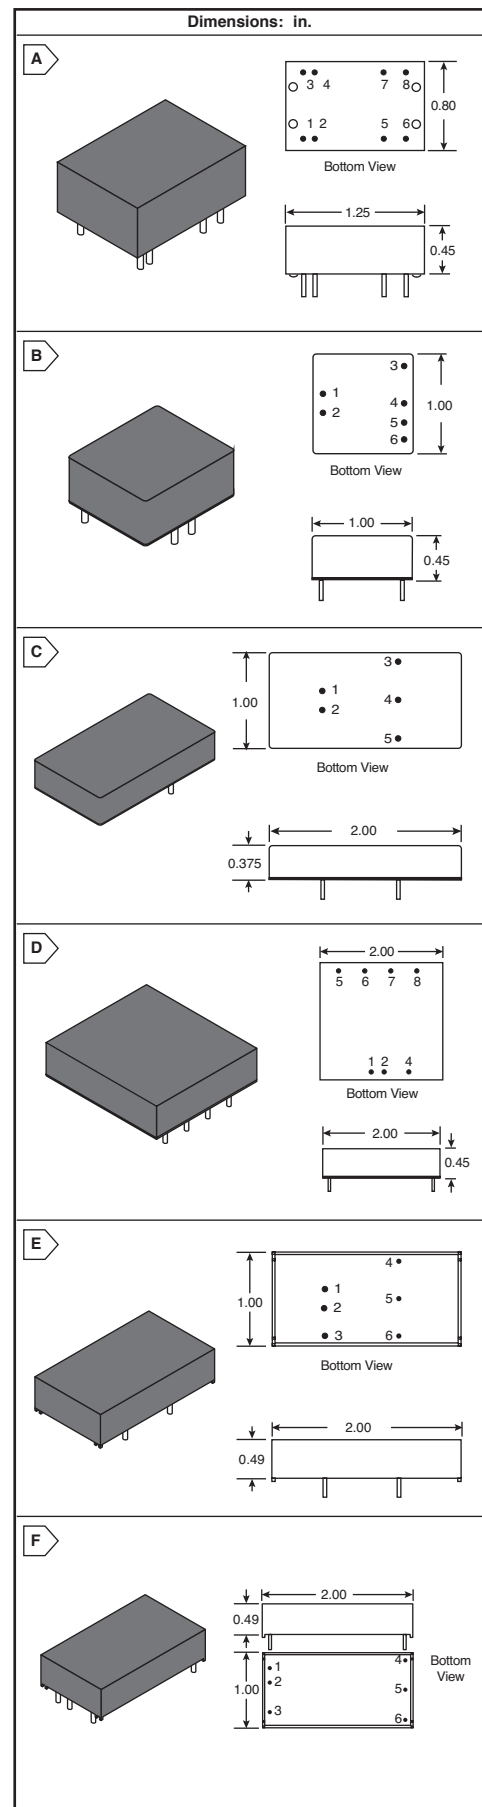 Dimensions: in.
A
3 4 7 8
1 2 5 6
0.80
Bottom View
1.25
0.45
B
3
1
4
2
5
6
1.00
Bottom View
1.00
0.45
C
3
1
4
2
5
1.00
Bottom View
2.00
0.375
D
2.00
5 6 7 8
1 2 4
Bottom View
2.00
0.45
E
4
1
5
2
3 6
1.00
Bottom View
2.00
0.49
F
2.00
0.49
1 4
2
5
3
6
1.00
Bottom
View